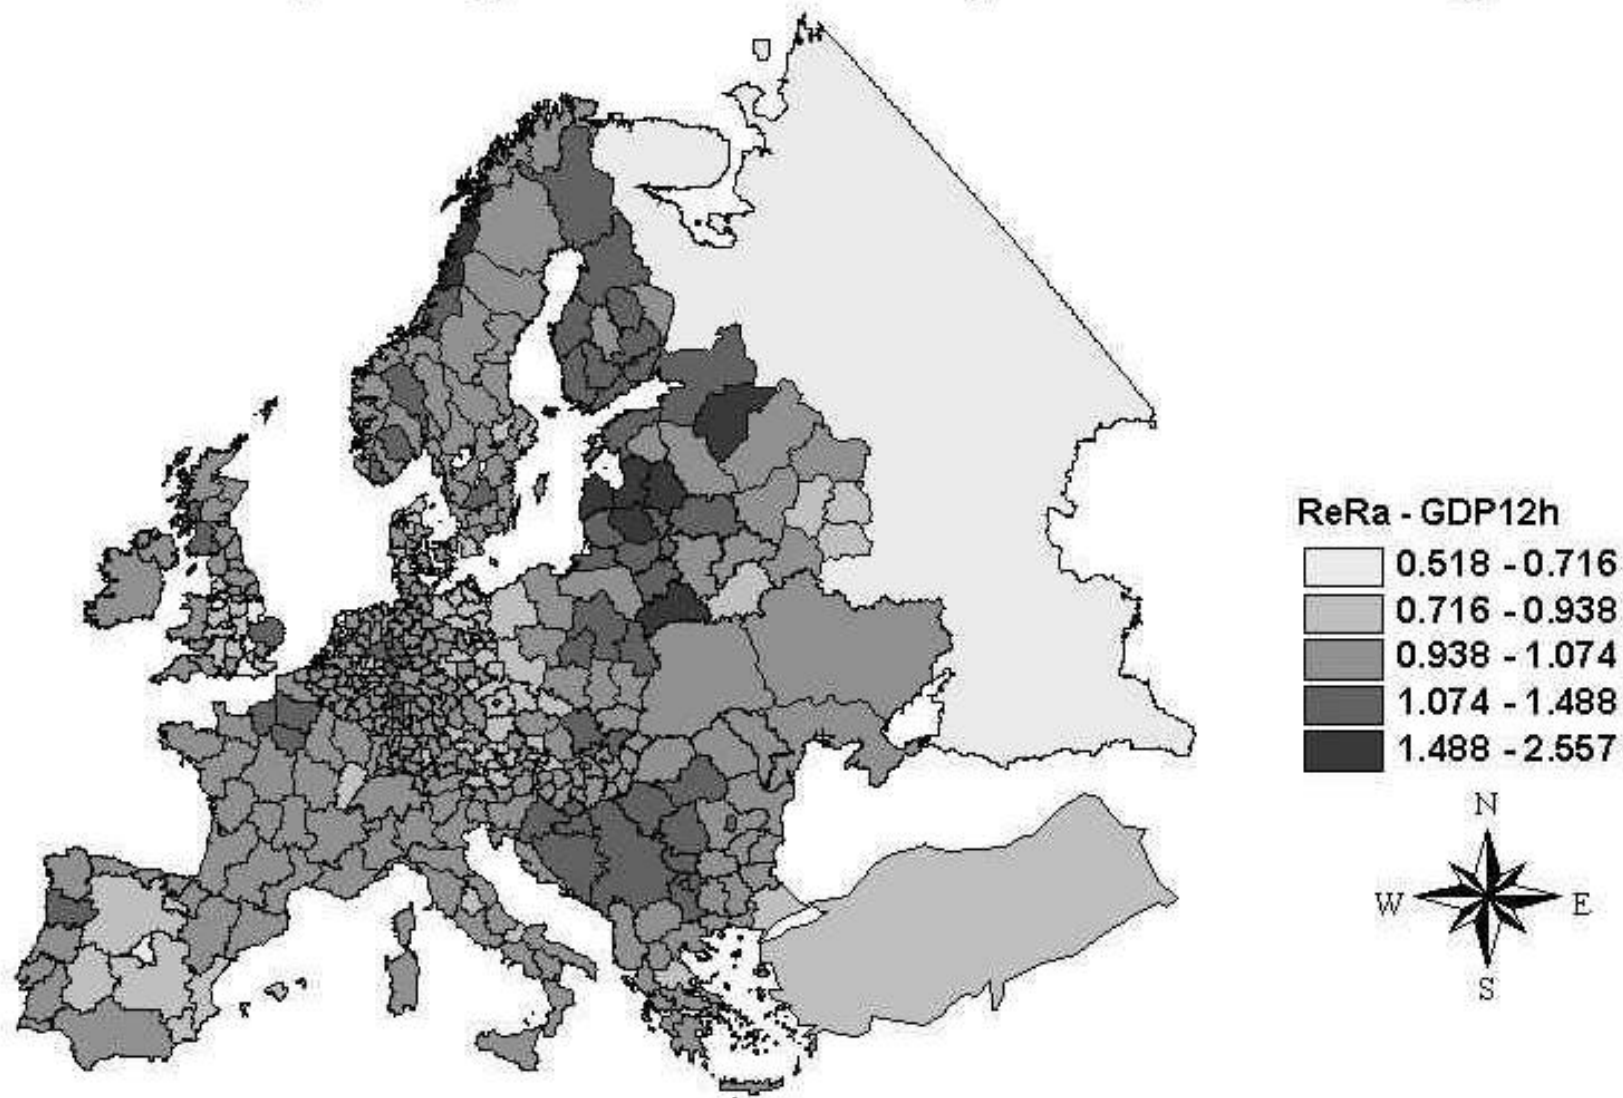 ReRa - GDP12h
0.518 - 0.716
0.716 - 0.938
0.938 - 1.074
1.074 - 1.488
1.488 - 2.557
N
W E
S